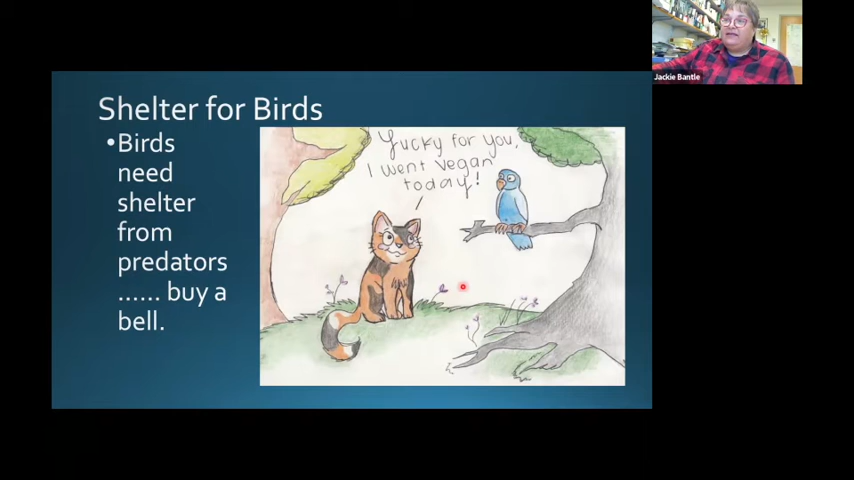 Jackie Bantle
Shelter for Birds
•Birds
need
shelter
from
predators
...... buy a
bell.
Lucky for you,
I went vegan
today!